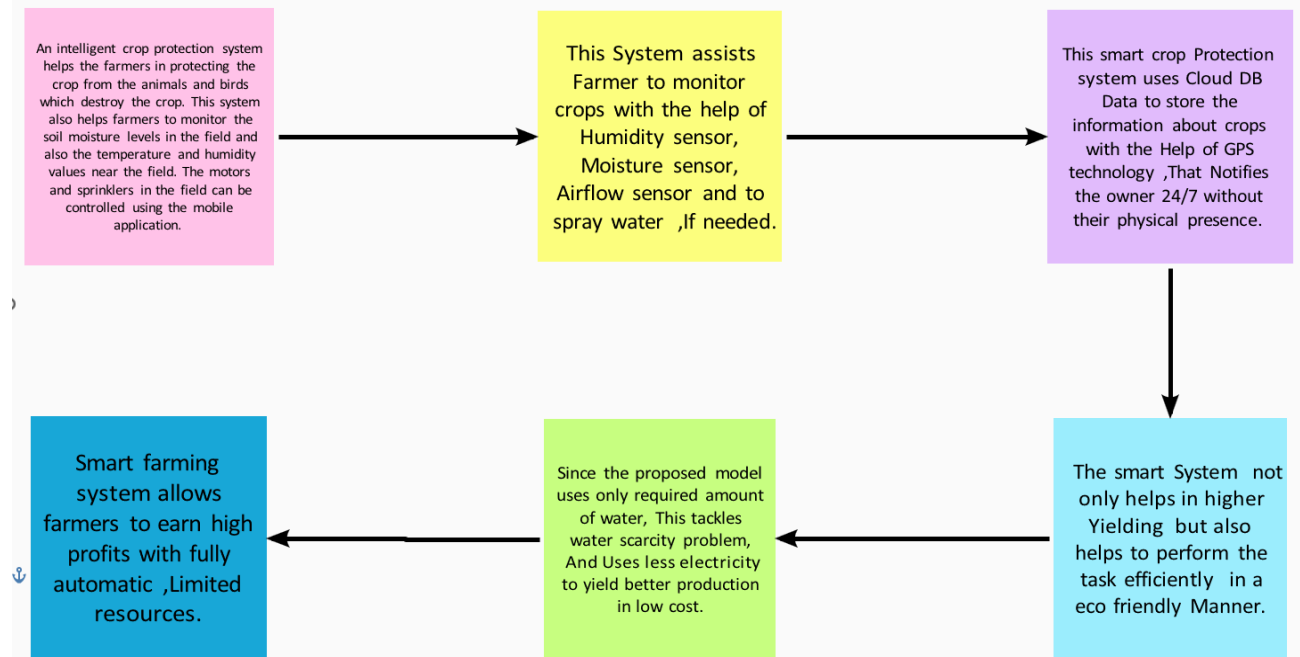 An intelligent crop protection system
helps the farmers in protecting the
crop from the animals and birds
which destroy the crop. This system
also helps farmers to monitor the
soil moisture levels in the field and
also the temperature and humidity
values near the field. The motors
and sprinklers in the field can be
controlled using the mobile
application.
This System assists
Farmer to monitor
crops with the help of
Humidity sensor,
Moisture sensor,
Airflow sensor and to
spray water ,If needed.
This smart crop Protection
system uses Cloud DB
Data to store the
information about crops
with the Help of GPS
technology ,That Notifies
the owner 24/7 without
their physical presence.
The smart System not
only helps in higher
Yielding but also
helps to perform the
task efficiently in a
eco friendly Manner.
Since the proposed model
uses only required amount
of water, This tackles
water scarcity problem,
And Uses less electricity
to yield better production
in low cost.
Smart farming
system allows
farmers to earn high
profits with fully
automatic ,Limited
resources.